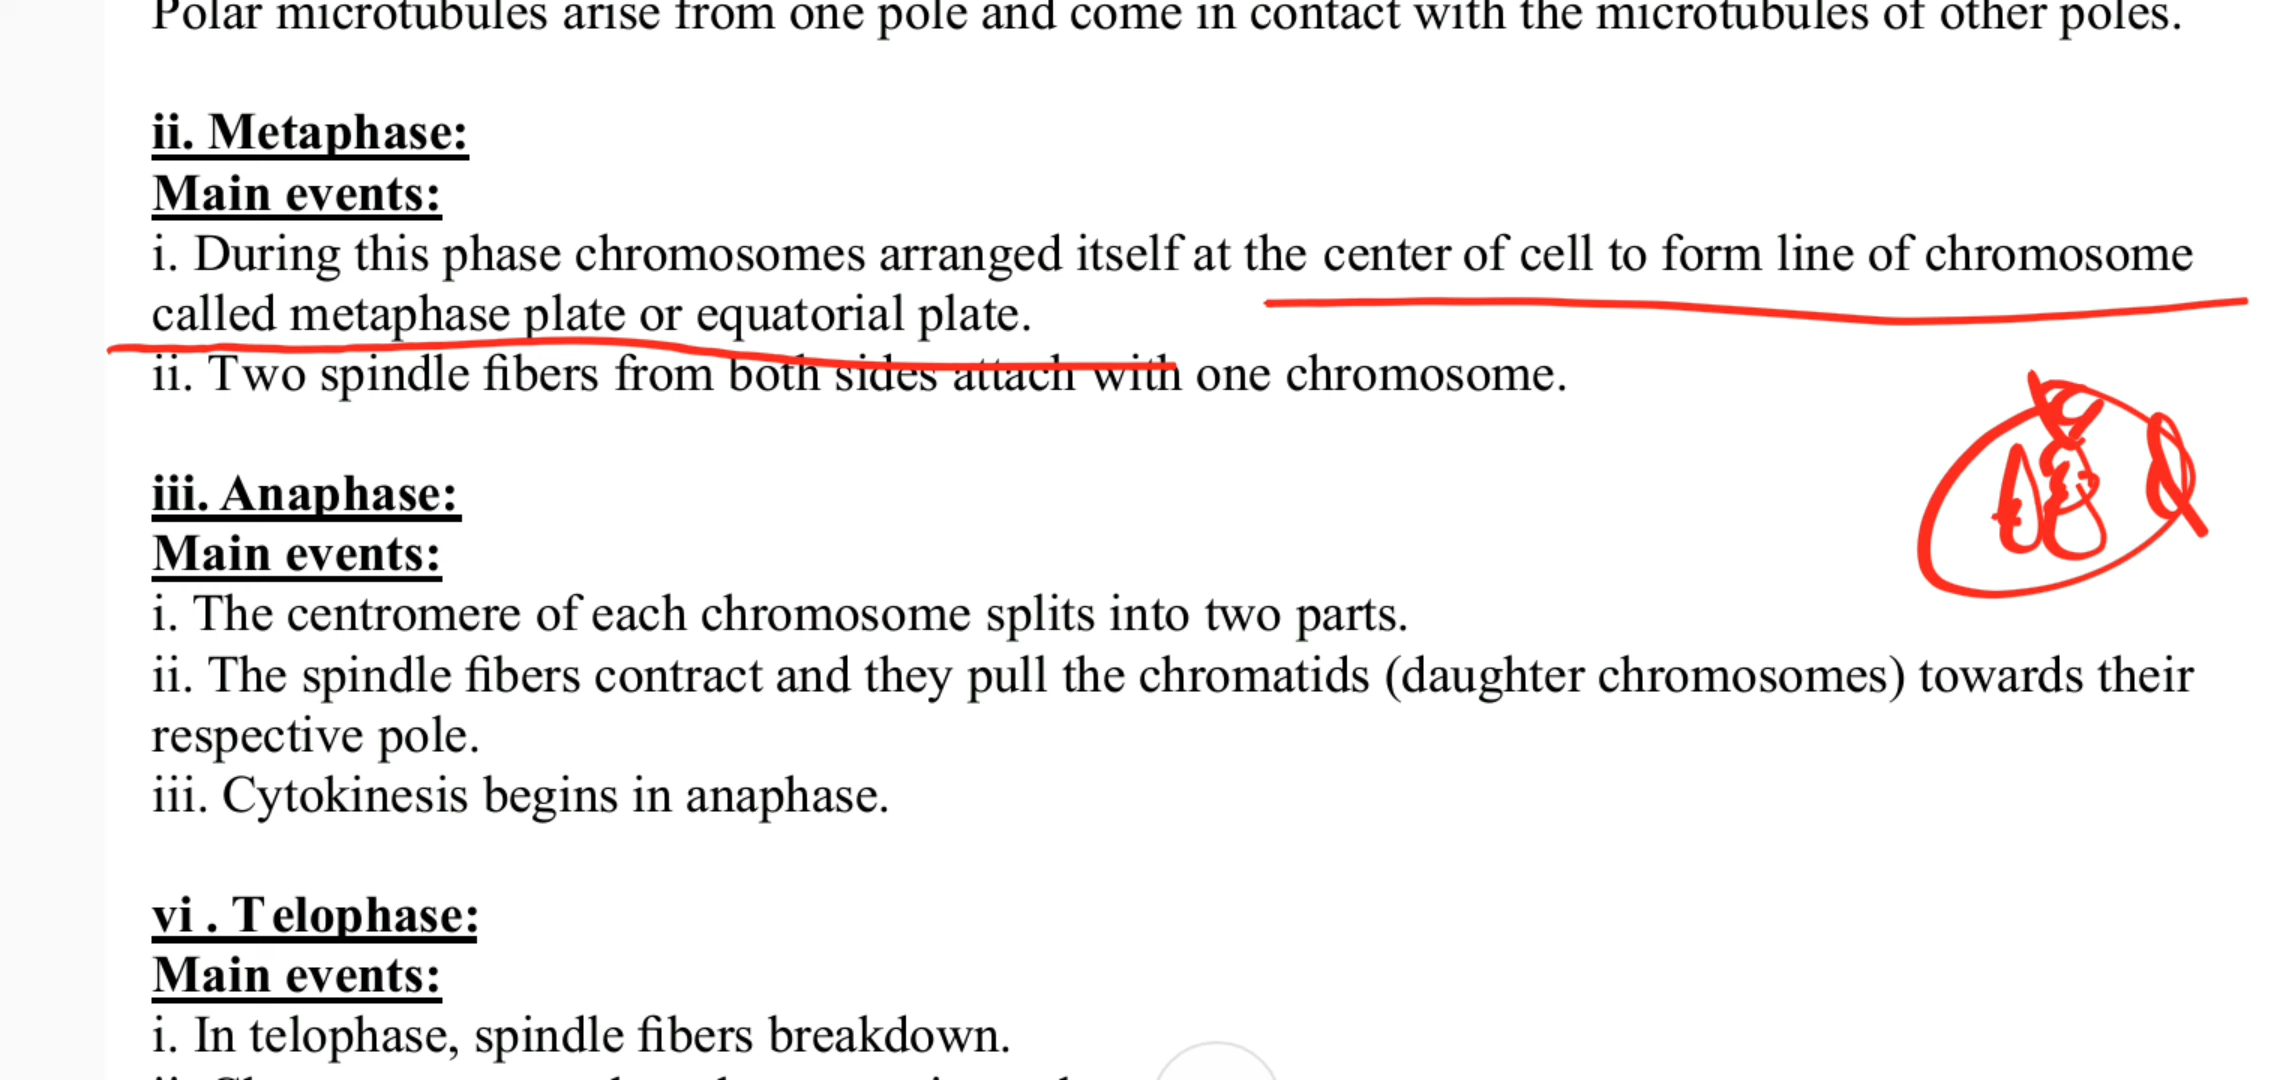 Polar microtubules arise from one pole and come in contact with the microtubules of other poles.
ii. Metaphase:
Main events:
i. During this phase chromosomes arranged itself at the center of cell to form line of chromosome
called metaphase plate or equatorial plate.
ii. Two spindle fibers from both sides attach with one chromosome.
iii. Anaphase:
Main events:
i. The centromere of each chromosome splits into two parts.
ii. The spindle fibers contract and they pull the chromatids (daughter chromosomes) towards their
respective pole.
iii. Cytokinesis begins in anaphase.
vi . Telophase:
Main events:
i. In telophase, spindle fibers breakdown.